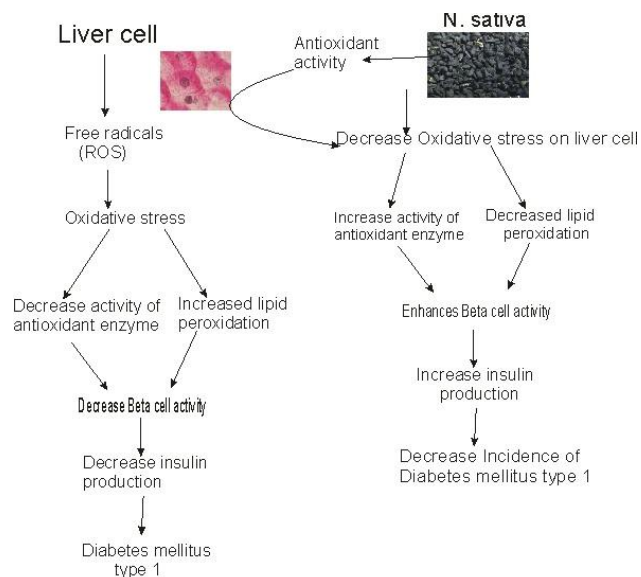 Liver cell
Free radicals
(ROS)
Oxidative stress
Decrease activity of
antioxidant enzyme
Increased lipid
peroxidation
Decrease Beta cell activity
Decrease insulin
production
Diabetes mellitus
type 1
N. sativa
Antioxidant
activity
Decrease Oxidative stress on liver cell
Increase activity of
antioxidant enzyme
Decreased lipid
peroxidation
Enhances Beta cell activity
Increase insulin
production
Decrease Incidence of
Diabetes mellitus type 1